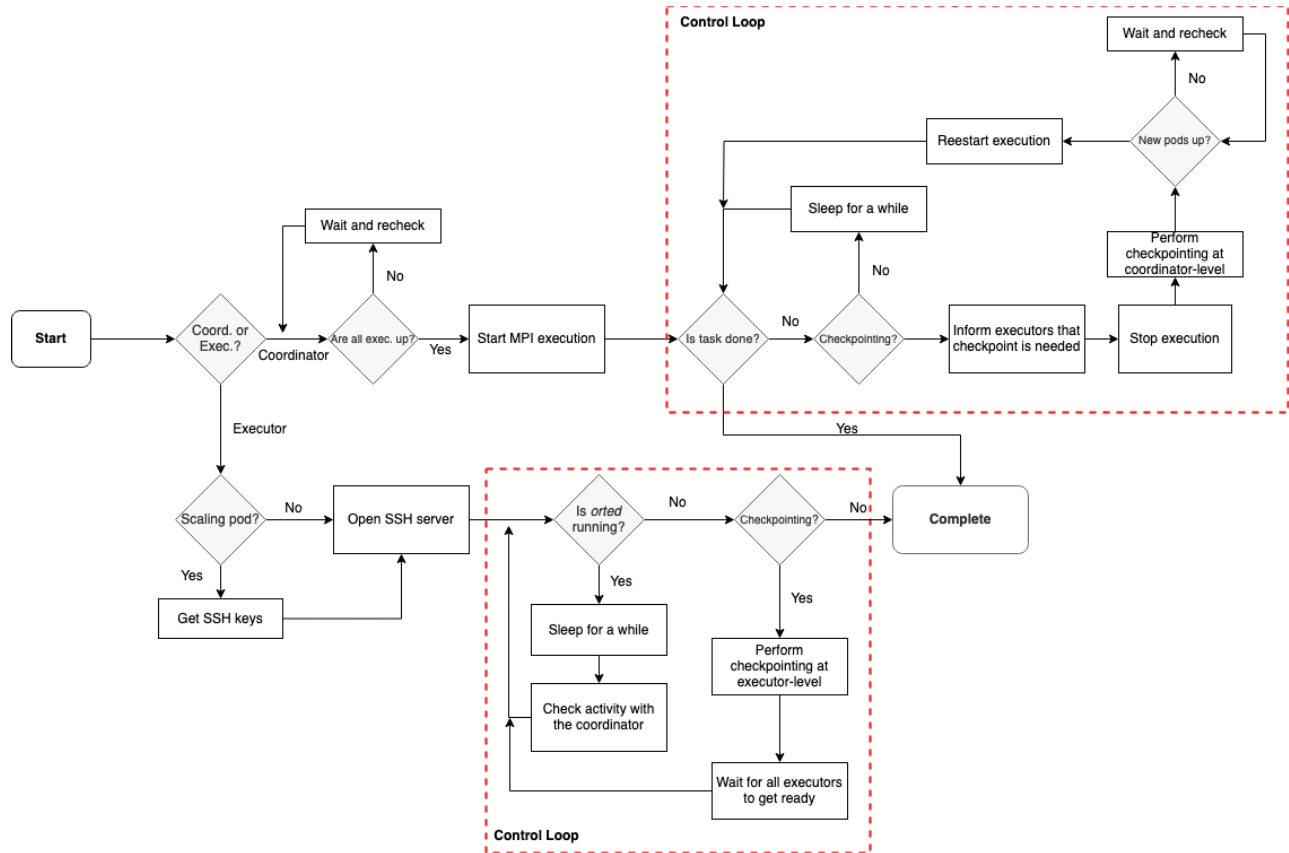 Control Loop
Wait and recheck
No
New pods up?
Reestart execution
Sleep for a while
Wait and recheck
Perform
checkpointing at
coordinator-level
No
No
Start
Coord. or
Exec.?
Coordinator
Are all exec. up?
Yes
Start MPI execution
Is task done?
No
Checkpointing?
Inform executors that
checkpoint is needed
Stop execution
Executor
Yes
Scaling pod?
No
Open SSH server
Is orted
running?
No
Checkpointing?
No
Complete
Yes
Get SSH keys
Yes
Sleep for a while
Check activity with
the coordinator
Yes
Perform
checkpointing at
executor-level
Wait for all executors
to get ready
Control Loop